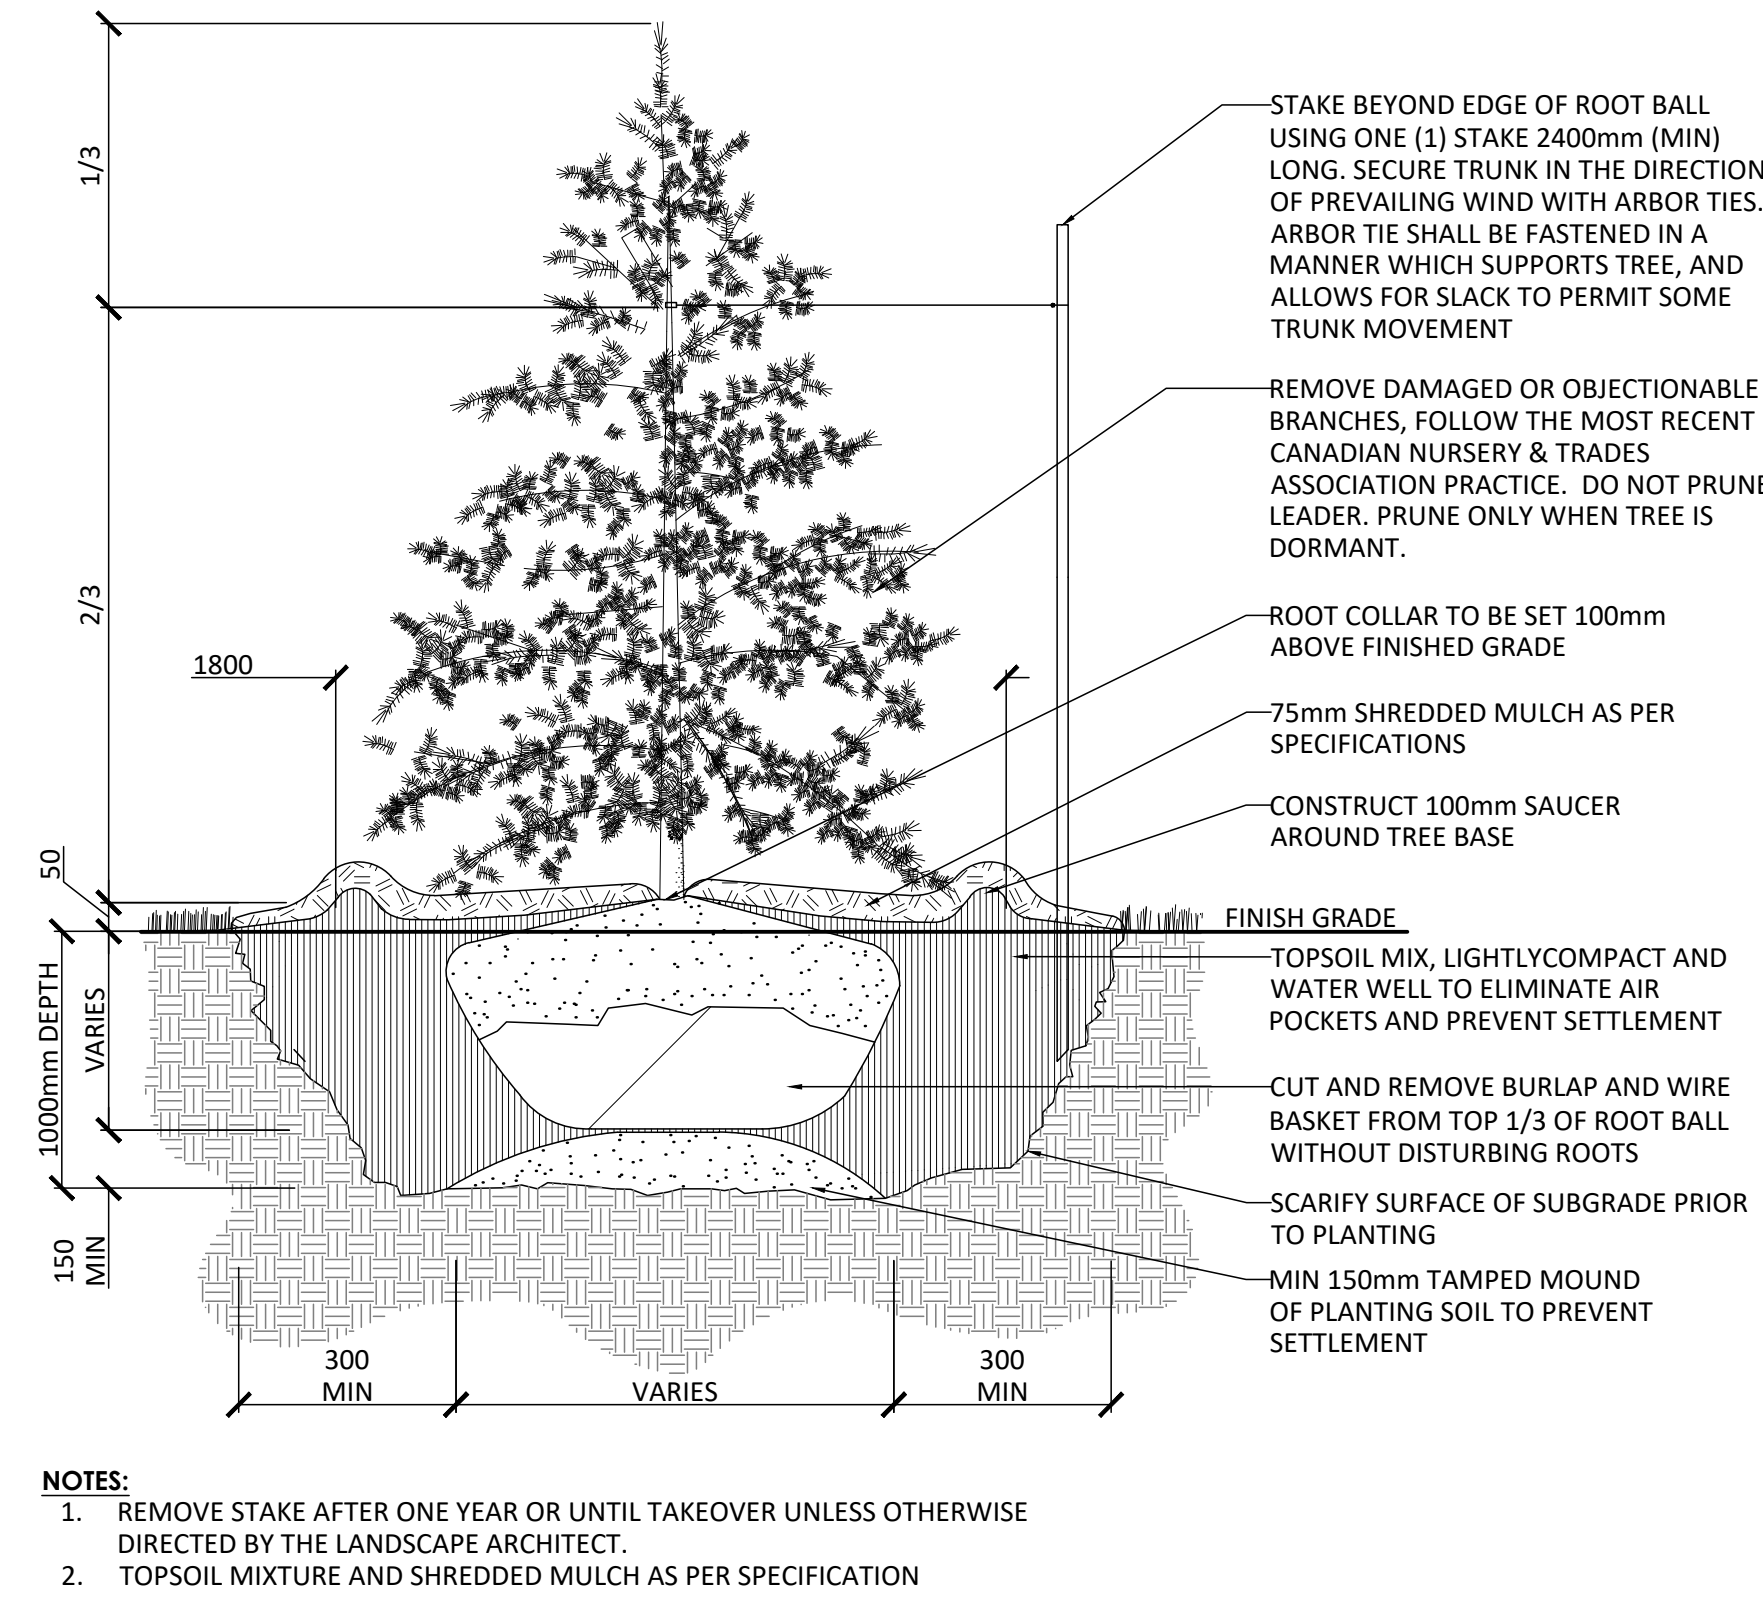 1/3
2/3
1800
50
1000mm DEPTH
VARIES
150
MIN
300
MIN
VARIES
300
MIN
STAKE BEYOND EDGE OF ROOT BALL
USING ONE (1) STAKE 2400mm (MIN)
LONG. SECURE TRUNK IN THE DIRECTION
OF PREVAILING WIND WITH ARBOR TIES.
ARBOR TIE SHALL BE FASTENED IN A
MANNER WHICH SUPPORTS TREE, AND
ALLOWS FOR SLACK TO PERMIT SOME
TRUNK MOVEMENT
REMOVE DAMAGED OR OBJECTIONABLE
BRANCHES, FOLLOW THE MOST RECENT
CANADIAN NURSERY & TRADES
ASSOCIATION PRACTICE. DO NOT PRUNE
LEADER. PRUNE ONLY WHEN TREE IS
DORMANT.
ROOT COLLAR TO BE SET 100mm
ABOVE FINISHED GRADE
75mm SHREDDED MULCH AS PER
SPECIFICATIONS
CONSTRUCT 100mm SAUCER
AROUND TREE BASE
FINISH GRADE
TOPSOIL MIX, LIGHTLYCOMPACT AND
WATER WELL TO ELIMINATE AIR
POCKETS AND PREVENT SETTLEMENT
CUT AND REMOVE BURLAP AND WIRE
BASKET FROM TOP 1/3 OF ROOT BALL
WITHOUT DISTURBING ROOTS
SCARIFY SURFACE OF SUBGRADE PRIOR
TO PLANTING
MIN 150mm TAMPED MOUND
OF PLANTING SOIL TO PREVENT
SETTLEMENT
NOTES:
1. REMOVE STAKE AFTER ONE YEAR OR UNTIL TAKEOVER UNLESS OTHERWISE
DIRECTED BY THE LANDSCAPE ARCHITECT.
2. TOPSOIL MIXTURE AND SHREDDED MULCH AS PER SPECIFICATION